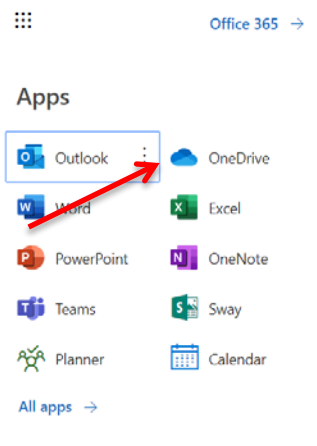 Office 365 →
Apps
Outlook OneDrive
Word Excel
PowerPoint OneNote
Teams Sway
Planner Calendar
All apps →